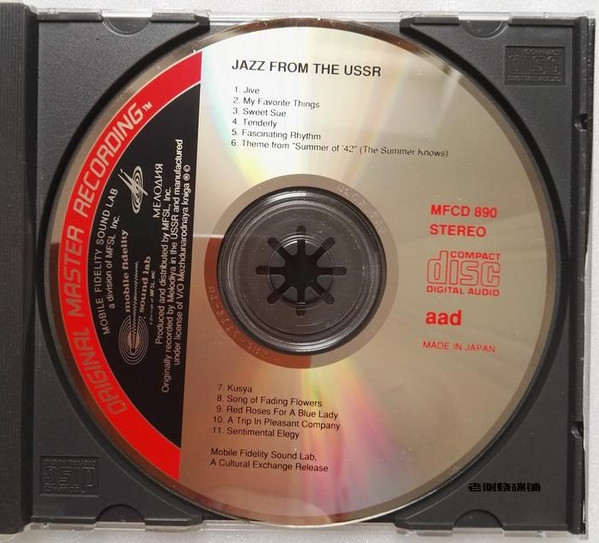 JAZZ FROM THE USSR
1. Jive
2. My Favorite Things
3. Sweet Sue
4. Tenderly
5. Fascinating Rhythm
6. Theme from "Summer of '42" (The Summer Knows)
ORIGINAL MASTER RECORDING™
MOBILE FIDELITY SOUND LAB
a division of MFSL Inc.
mobile fidelity
sound lab
МЕЛОДИЯ
Produced and distributed by MFSL, Inc.
Originally recorded by Melodiya in the USSR and manufactured
under license of V/O Mezhdunarodnaya kniga ℗ ©
MFCD 890
STEREO
COMPACT
disc
DIGITAL AUDIO
aad
MADE IN JAPAN
7. Kusya
8. Song of Fading Flowers
9. Red Roses For A Blue Lady
10. A Trip In Pleasant Company
11. Sentimental Elegy
Mobile Fidelity Sound Lab,
A Cultural Exchange Release
COMPACT
disc
DIGITAL AUDIO